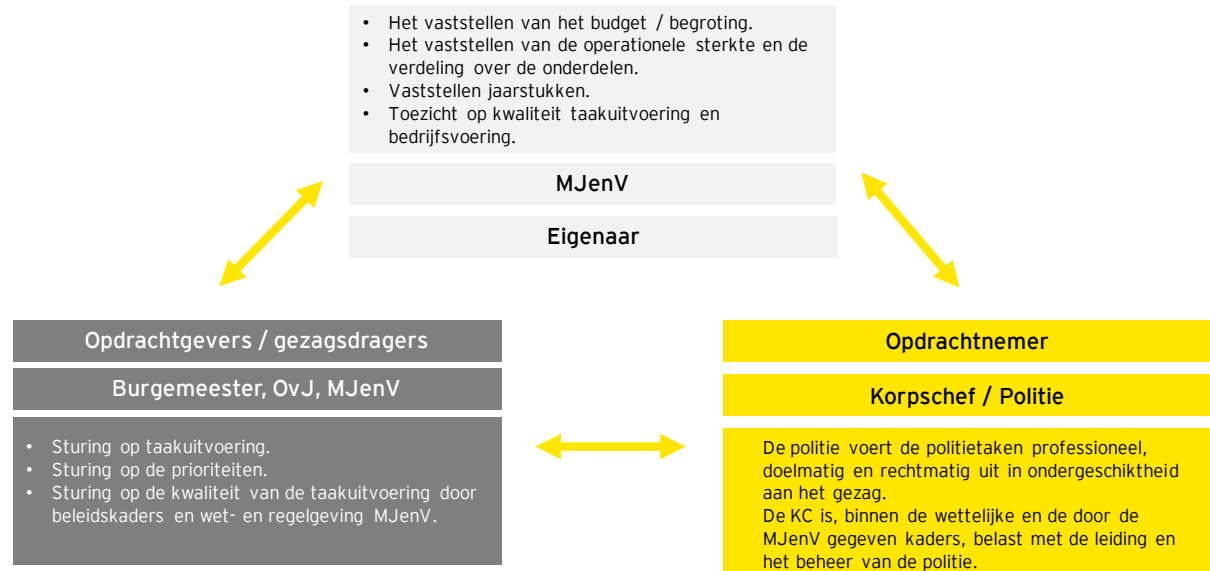 • Het vaststellen van het budget / begroting.
• Het vaststellen van de operationele sterkte en de
verdeling over de onderdelen.
• Vaststellen jaarstukken.
• Toezicht op kwaliteit taakuitvoering en
bedrijfsvoering.
MJenV
Eigenaar
Opdrachtgevers / gezagsdragers
Burgemeester, OvJ, MJenV
• Sturing op taakuitvoering.
• Sturing op de prioriteiten.
• Sturing op de kwaliteit van de taakuitvoering door
beleidskaders en wet- en regelgeving MJenV.
Opdrachtnemer
Korpschef / Politie
De politie voert de politietaken professioneel,
doelmatig en rechtmatig uit in ondergeschiktheid
aan het gezag.
De KC is, binnen de wettelijke en de door de
MJenV gegeven kaders, belast met de leiding en
het beheer van de politie.